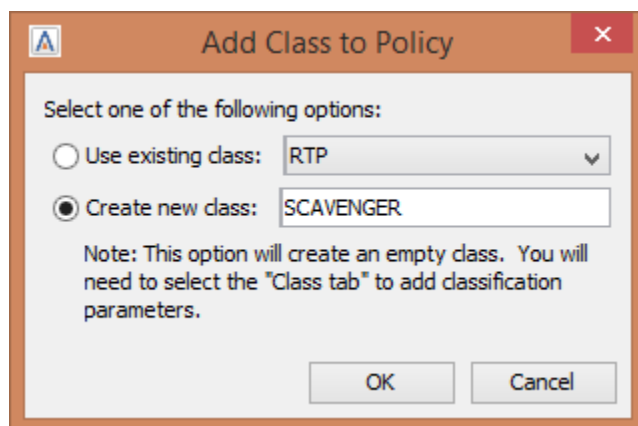 Add Class to Policy
Select one of the following options:
Use existing class: RTP
Create new class: SCAVENGER
Note: This option will create an empty class. You will
need to select the "Class tab" to add classification
parameters.
OK Cancel